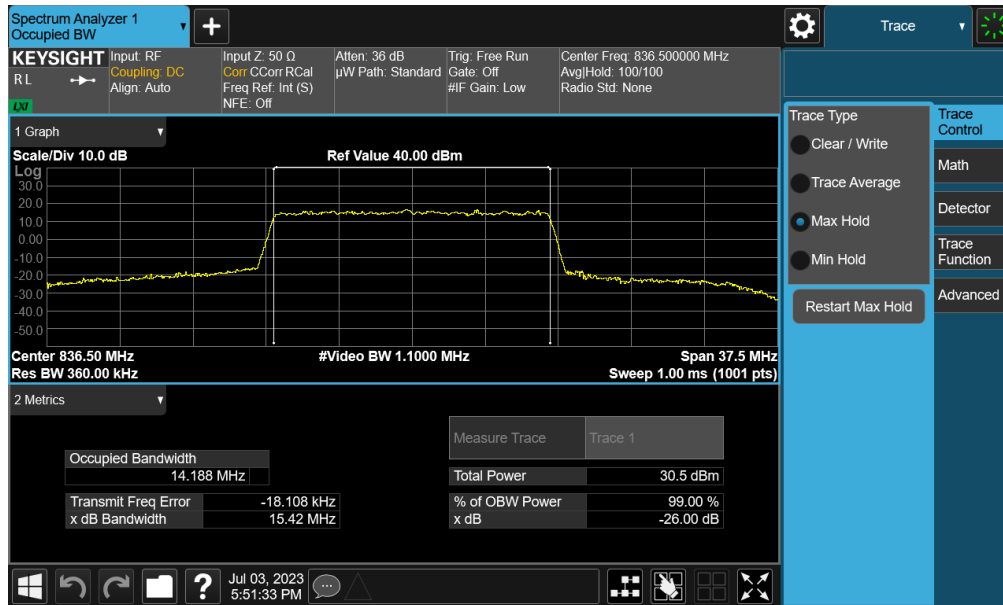 Spectrum Analyzer 1
Occupied BW
+
Trace
KEYSIGHT
R L
LXI
Input: RF
Coupling: DC
Align: Auto
Input Z: 50 Ω
Corr CCorr RCal
Freq Ref: Int (S)
NFE: Off
Atten: 36 dB
µW Path: Standard
Trig: Free Run
Gate: Off
#IF Gain: Low
Center Freq: 836.500000 MHz
Avg|Hold: 100/100
Radio Std: None
1 Graph
Scale/Div 10.0 dB
Ref Value 40.00 dBm
Log
30.0
20.0
10.0
0.00
-10.0
-20.0
-30.0
-40.0
-50.0
Center 836.50 MHz
#Video BW 1.1000 MHz
Span 37.5 MHz
Res BW 360.00 kHz
Sweep 1.00 ms (1001 pts)
2 Metrics
Measure Trace
Trace 1
Occupied Bandwidth
14.188 MHz
Total Power
30.5 dBm
Transmit Freq Error
-18.108 kHz
% of OBW Power
99.00 %
x dB Bandwidth
15.42 MHz
x dB
-26.00 dB
Trace Type
Clear / Write
Trace Average
Max Hold
Min Hold
Restart Max Hold
Trace
Control
Math
Detector
Trace
Function
Advanced
?
Jul 03, 2023
5:51:33 PM